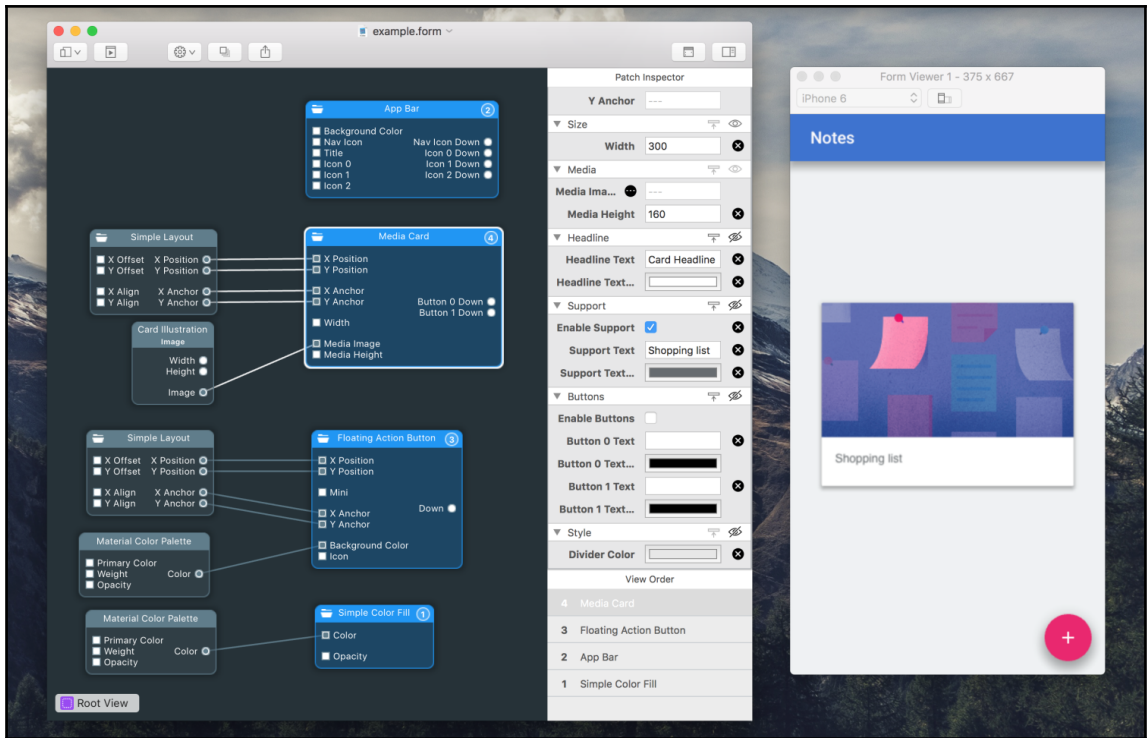 example.form
App Bar 2
Background Color
Nav Icon Nav Icon Down
Title Icon 0 Down
Icon 0 Icon 1 Down
Icon 1 Icon 2 Down
Icon 2
Simple Layout
X Offset X Position
Y Offset Y Position
X Align X Anchor
Y Align Y Anchor
Media Card 4
X Position
Y Position
X Anchor
Y Anchor Button 0 Down
Button 1 Down
Width
Media Image
Media Height
Card Illustration
Image
Width
Height
Image
Simple Layout
X Offset X Position
Y Offset Y Position
X Align X Anchor
Y Align Y Anchor
Floating Action Button 3
X Position
Y Position
Mini
Down
X Anchor
Y Anchor
Background Color
Icon
Material Color Palette
Primary Color
Weight Color
Opacity
Material Color Palette
Primary Color
Weight Color
Opacity
Simple Color Fill 1
Color
Opacity
Root View
Patch Inspector
Y Anchor ---
Size
Width 300
Media
Media Ima... ---
Media Height 160
Headline
Headline Text Card Headline
Headline Text...
Support
Enable Support
Support Text Shopping list
Support Text...
Buttons
Enable Buttons
Button 0 Text
Button 0 Text...
Button 1 Text
Button 1 Text...
Style
Divider Color
View Order
4 Media Card
3 Floating Action Button
2 App Bar
1 Simple Color Fill
Form Viewer 1 - 375 x 667
iPhone 6
Notes
Shopping list
+